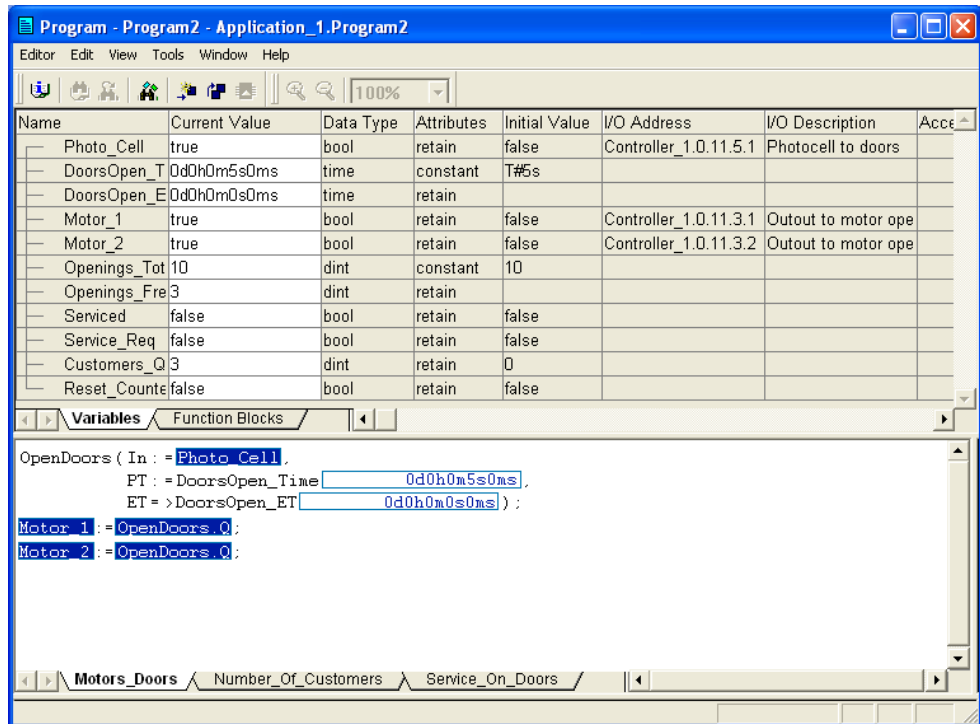 Program - Program2 - Application_1.Program2
Editor Edit View Tools Window Help
100%
Name Current Value Data Type Attributes Initial Value I/O Address I/O Description Acce
Photo_Cell true bool retain false Controller_1.0.11.5.1 Photocell to doors
DoorsOpen_T 0d0h0m5s0ms time constant T#5s
DoorsOpen_E 0d0h0m0s0ms time retain
Motor_1 true bool retain false Controller_1.0.11.3.1 Outout to motor ope
Motor_2 true bool retain false Controller_1.0.11.3.2 Outout to motor ope
Openings_Tot 10 dint constant 10
Openings_Fre 3 dint retain
Serviced false bool retain false
Service_Req false bool retain false
Customers_Q 3 dint retain 0
Reset_Counte false bool retain false
Variables Function Blocks
OpenDoors(In:=Photo_Cell,
PT:=DoorsOpen_Time 0d0h0m5s0ms,
ET=>DoorsOpen_ET 0d0h0m0s0ms);
Motor_1:=OpenDoors.Q;
Motor_2:=OpenDoors.Q;
Motors_Doors Number_Of_Customers Service_On_Doors